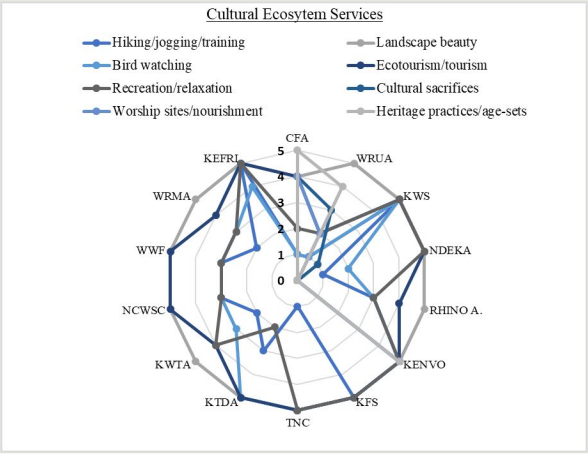 Cultural Ecosytem Services
Hiking/jogging/training
Landscape beauty
Bird watching
Ecotourism/tourism
Recreation/relaxation
Cultural sacrifices
Worship sites/nourishment
Heritage practices/age-sets
CFA
KEFRI
5
WRUA
4
WRMA
KWS
3
2
WWF
NDEKA
1
0
NCWSC
RHINO A.
KWTA
KENVO
KTDA
KFS
TNC